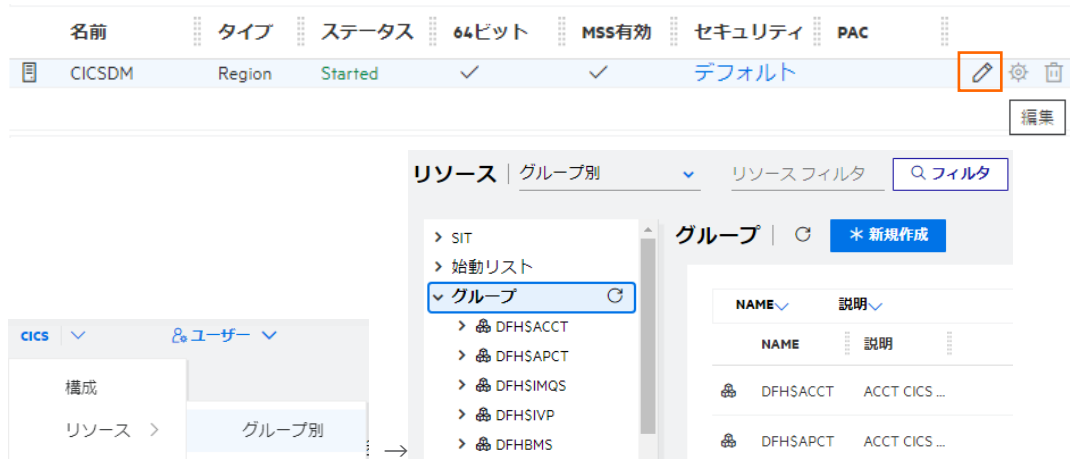 名前 タイプ ステータス 64ビット MSS有効 セキュリティ PAC
CICSDM Region Started デフォルト
編集
リソース グループ別 リソース フィルタ フィルタ
SIT
始動リスト
グループ
DFH$ACCT
DFH$APCT
DFH$IMQS
DFH$IVP
DFHBMS
グループ 新規作成
NAME 説明
NAME 説明
DFH$ACCT ACCT CICS ...
DFH$APCT ACCT CICS ...
CICS ユーザー
構成
リソース グループ別
→